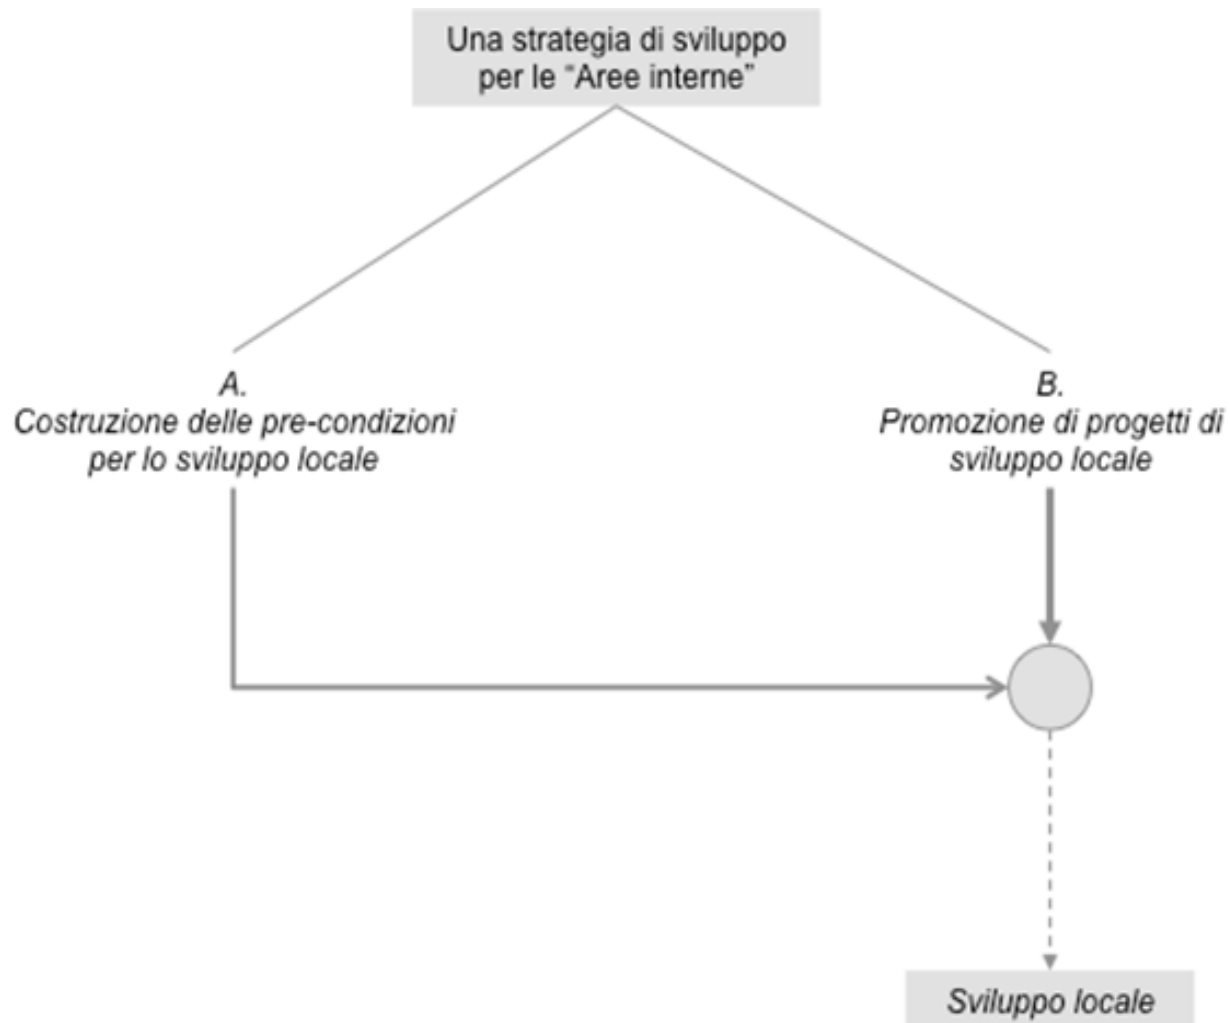 Una strategia di sviluppo
per le “Aree interne”
A.
Costruzione delle pre-condizioni
per lo sviluppo locale
B.
Promozione di progetti di
sviluppo locale
Sviluppo locale